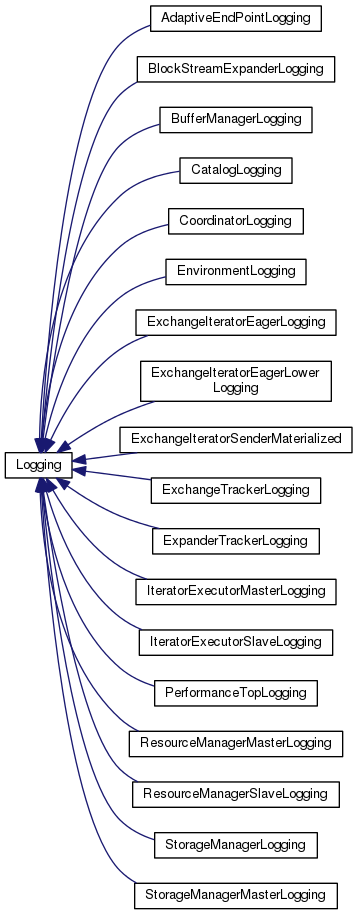 AdaptiveEndPointLogging
BlockStreamExpanderLogging
BufferManagerLogging
CatalogLogging
CoordinatorLogging
EnvironmentLogging
ExchangeIteratorEagerLogging
ExchangeIteratorEagerLower
Logging
ExchangeIteratorSenderMaterialized
Logging
ExchangeTrackerLogging
ExpanderTrackerLogging
IteratorExecutorMasterLogging
IteratorExecutorSlaveLogging
PerformanceTopLogging
ResourceManagerMasterLogging
ResourceManagerSlaveLogging
StorageManagerLogging
StorageManagerMasterLogging